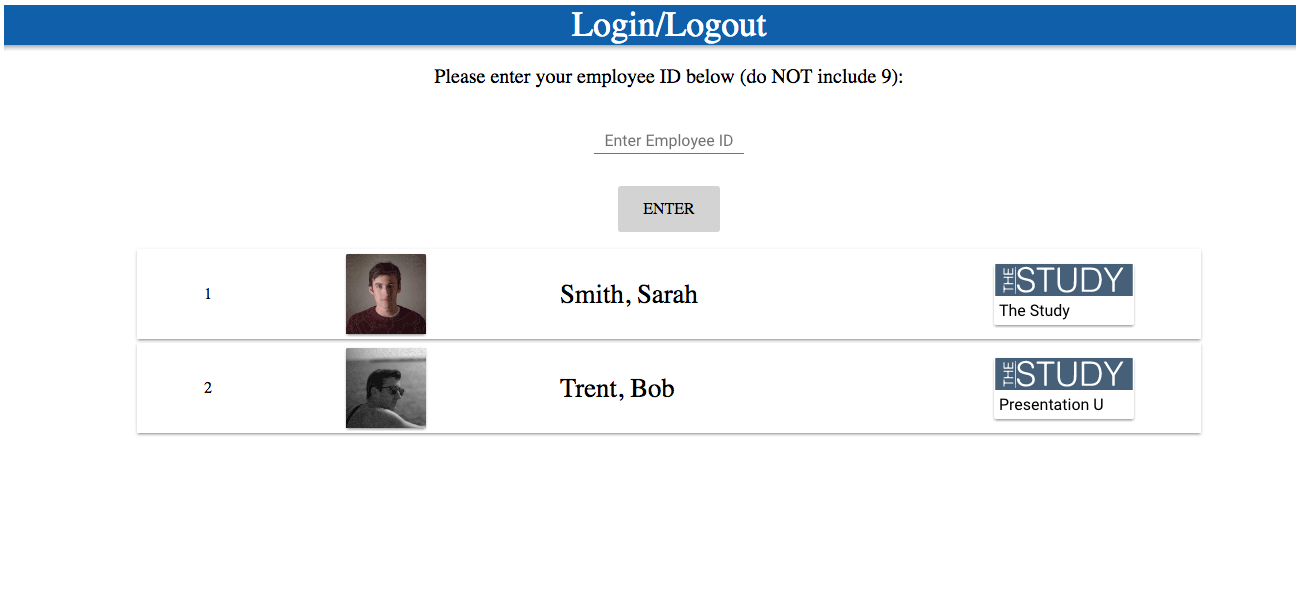 Login/Logout
Please enter your employee ID below (do NOT include 9):
Enter Employee ID
ENTER
1
Smith, Sarah
THE STUDY
The Study
2
Trent, Bob
THE STUDY
Presentation U